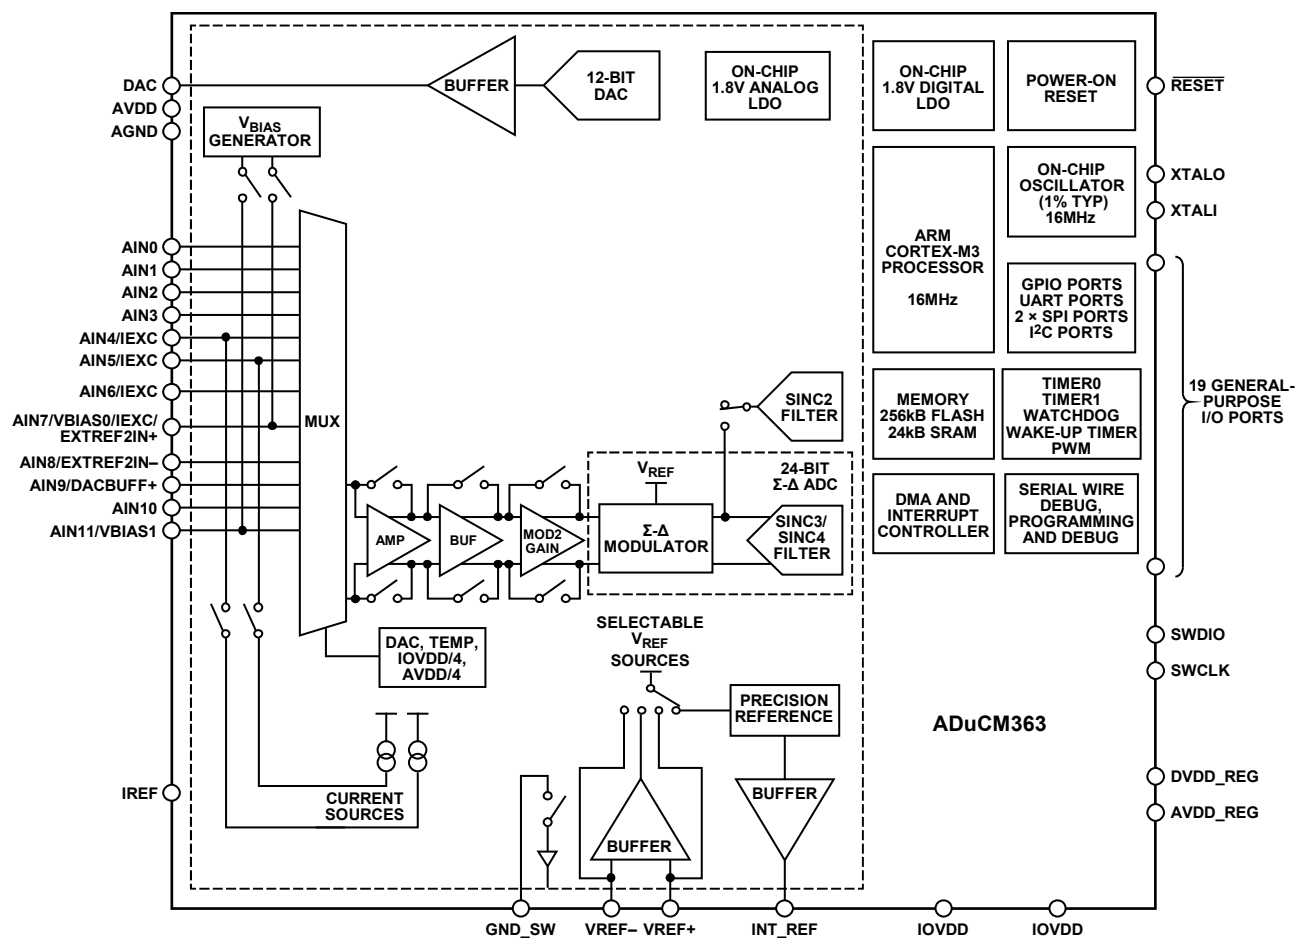 DAC
AVDD
AGND
BUFFER
12-BIT
DAC
ON-CHIP
1.8V ANALOG
LDO
ON-CHIP
1.8V DIGITAL
LDO
POWER-ON
RESET
RESET
VBIAS
GENERATOR
ON-CHIP
OSCILLATOR
(1% TYP)
16MHz
XTALO
XTALI
AIN0
AIN1
AIN2
AIN3
AIN4/IEXC
AIN5/IEXC
AIN6/IEXC
AIN7/VBIAS0/IEXC/
EXTREF2IN+
AIN8/EXTREF2IN–
AIN9/DACBUFF+
AIN10
AIN11/VBIAS1
MUX
ARM
CORTEX-M3
PROCESSOR
16MHz
GPIO PORTS
UART PORTS
2 × SPI PORTS
I2C PORTS
19 GENERAL-
PURPOSE
I/O PORTS
SINC2
FILTER
MEMORY
256kB FLASH
24kB SRAM
TIMER0
TIMER1
WATCHDOG
WAKE-UP TIMER
PWM
VREF
24-BIT
Σ-Δ ADC
AMP
BUF
MOD2
GAIN
Σ-Δ
MODULATOR
SINC3/
SINC4
FILTER
DMA AND
INTERRUPT
CONTROLLER
SERIAL WIRE
DEBUG,
PROGRAMMING
AND DEBUG
DAC, TEMP,
IOVDD/4,
AVDD/4
SELECTABLE
VREF
SOURCES
PRECISION
REFERENCE
SWDIO
SWCLK
ADuCM363
IREF
CURRENT
SOURCES
BUFFER
BUFFER
DVDD_REG
AVDD_REG
GND_SW
VREF–
VREF+
INT_REF
IOVDD
IOVDD